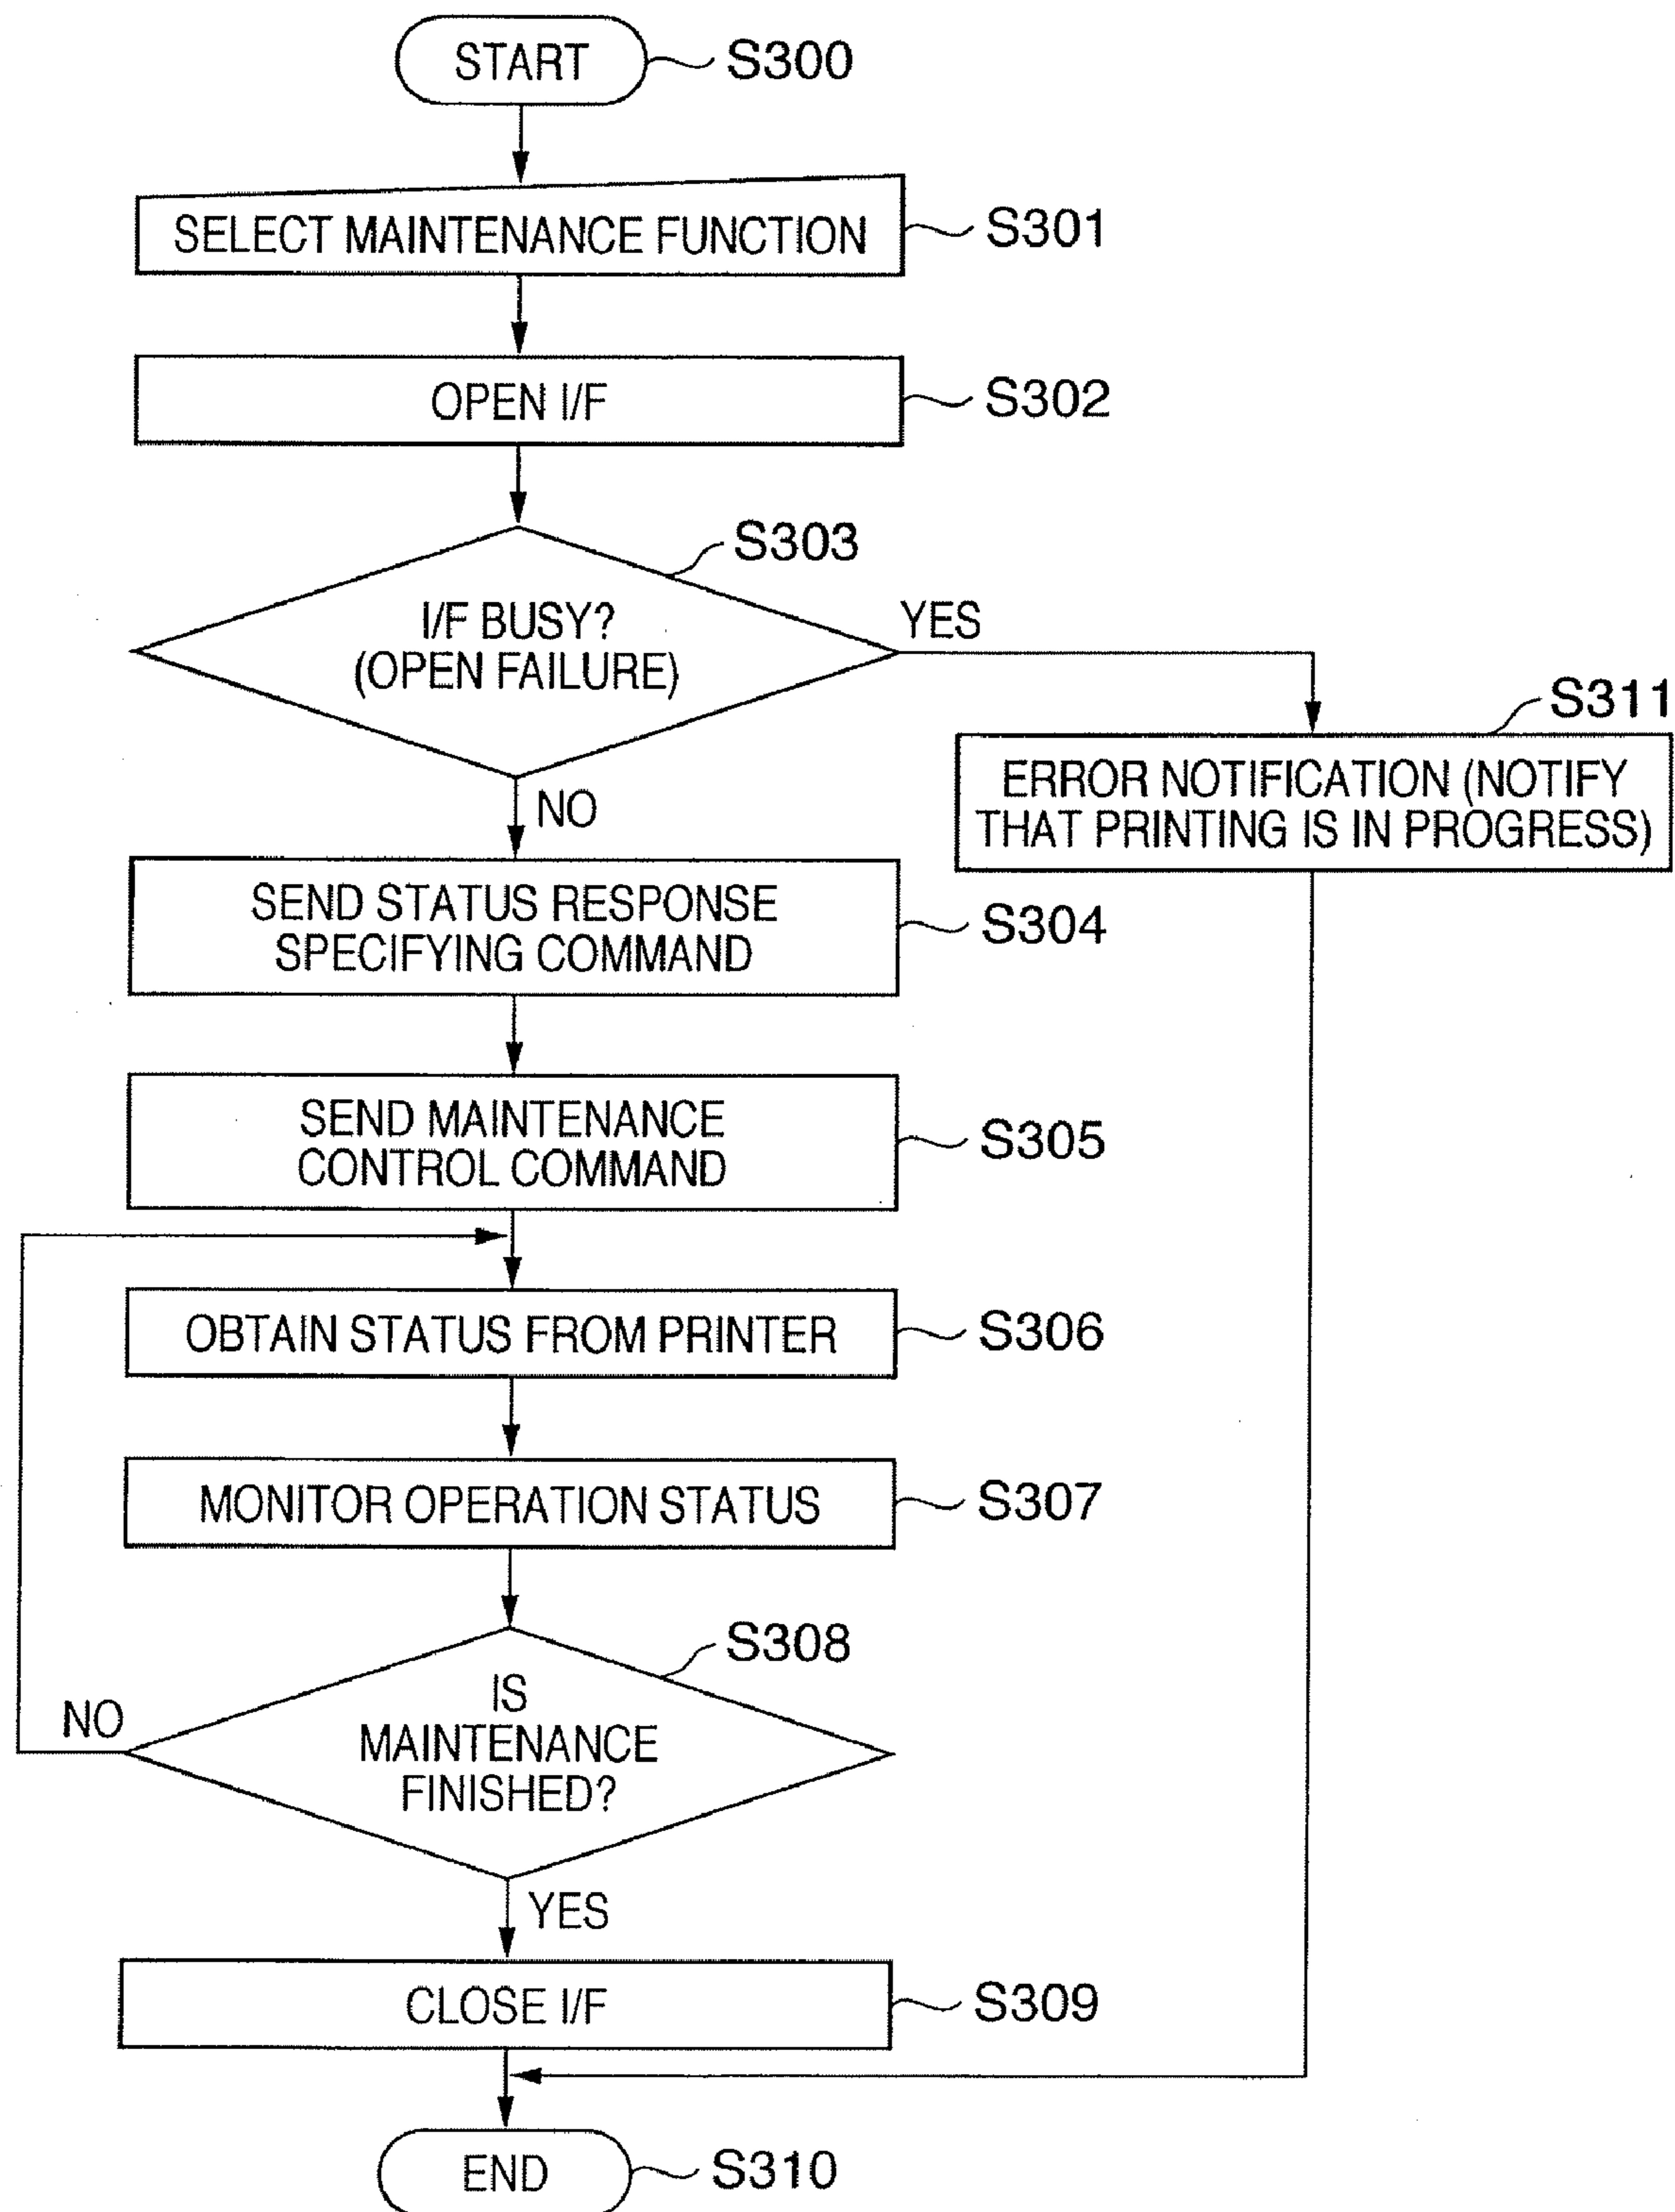 START
S300
SELECT MAINTENANCE FUNCTION
S301
OPEN I/F
S302
S303
I/F BUSY?
(OPEN FAILURE)
YES
NO
S311
ERROR NOTIFICATION (NOTIFY
THAT PRINTING IS IN PROGRESS)
SEND STATUS RESPONSE
SPECIFYING COMMAND
S304
SEND MAINTENANCE
CONTROL COMMAND
S305
OBTAIN STATUS FROM PRINTER
S306
MONITOR OPERATION STATUS
S307
S308
IS
MAINTENANCE
FINISHED?
NO
YES
CLOSE I/F
S309
END
S310